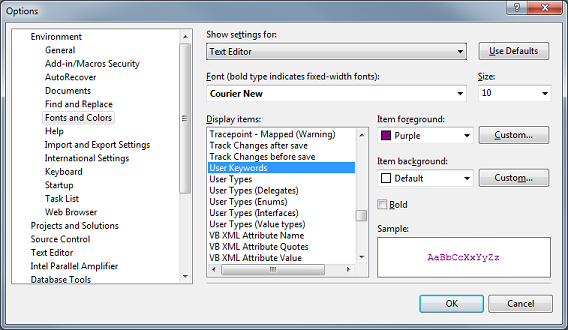 Options
Environment
General
Add-in/Macros Security
AutoRecover
Documents
Find and Replace
Fonts and Colors
Help
Import and Export Settings
International Settings
Keyboard
Startup
Task List
Web Browser
Projects and Solutions
Source Control
Text Editor
Intel Parallel Amplifier
Database Tools
Show settings for:
Text Editor
Use Defaults
Font (bold type indicates fixed-width fonts):
Size:
Courier New
10
Display items:
Tracepoint - Mapped (Warning)
Track Changes after save
Track Changes before save
User Keywords
User Types
User Types (Delegates)
User Types (Enums)
User Types (Interfaces)
User Types (Value types)
VB XML Attribute Name
VB XML Attribute Quotes
VB XML Attribute Value
Item foreground:
Purple
Custom...
Item background:
Default
Custom...
Bold
Sample:
AaBbCcXxYyZz
OK
Cancel